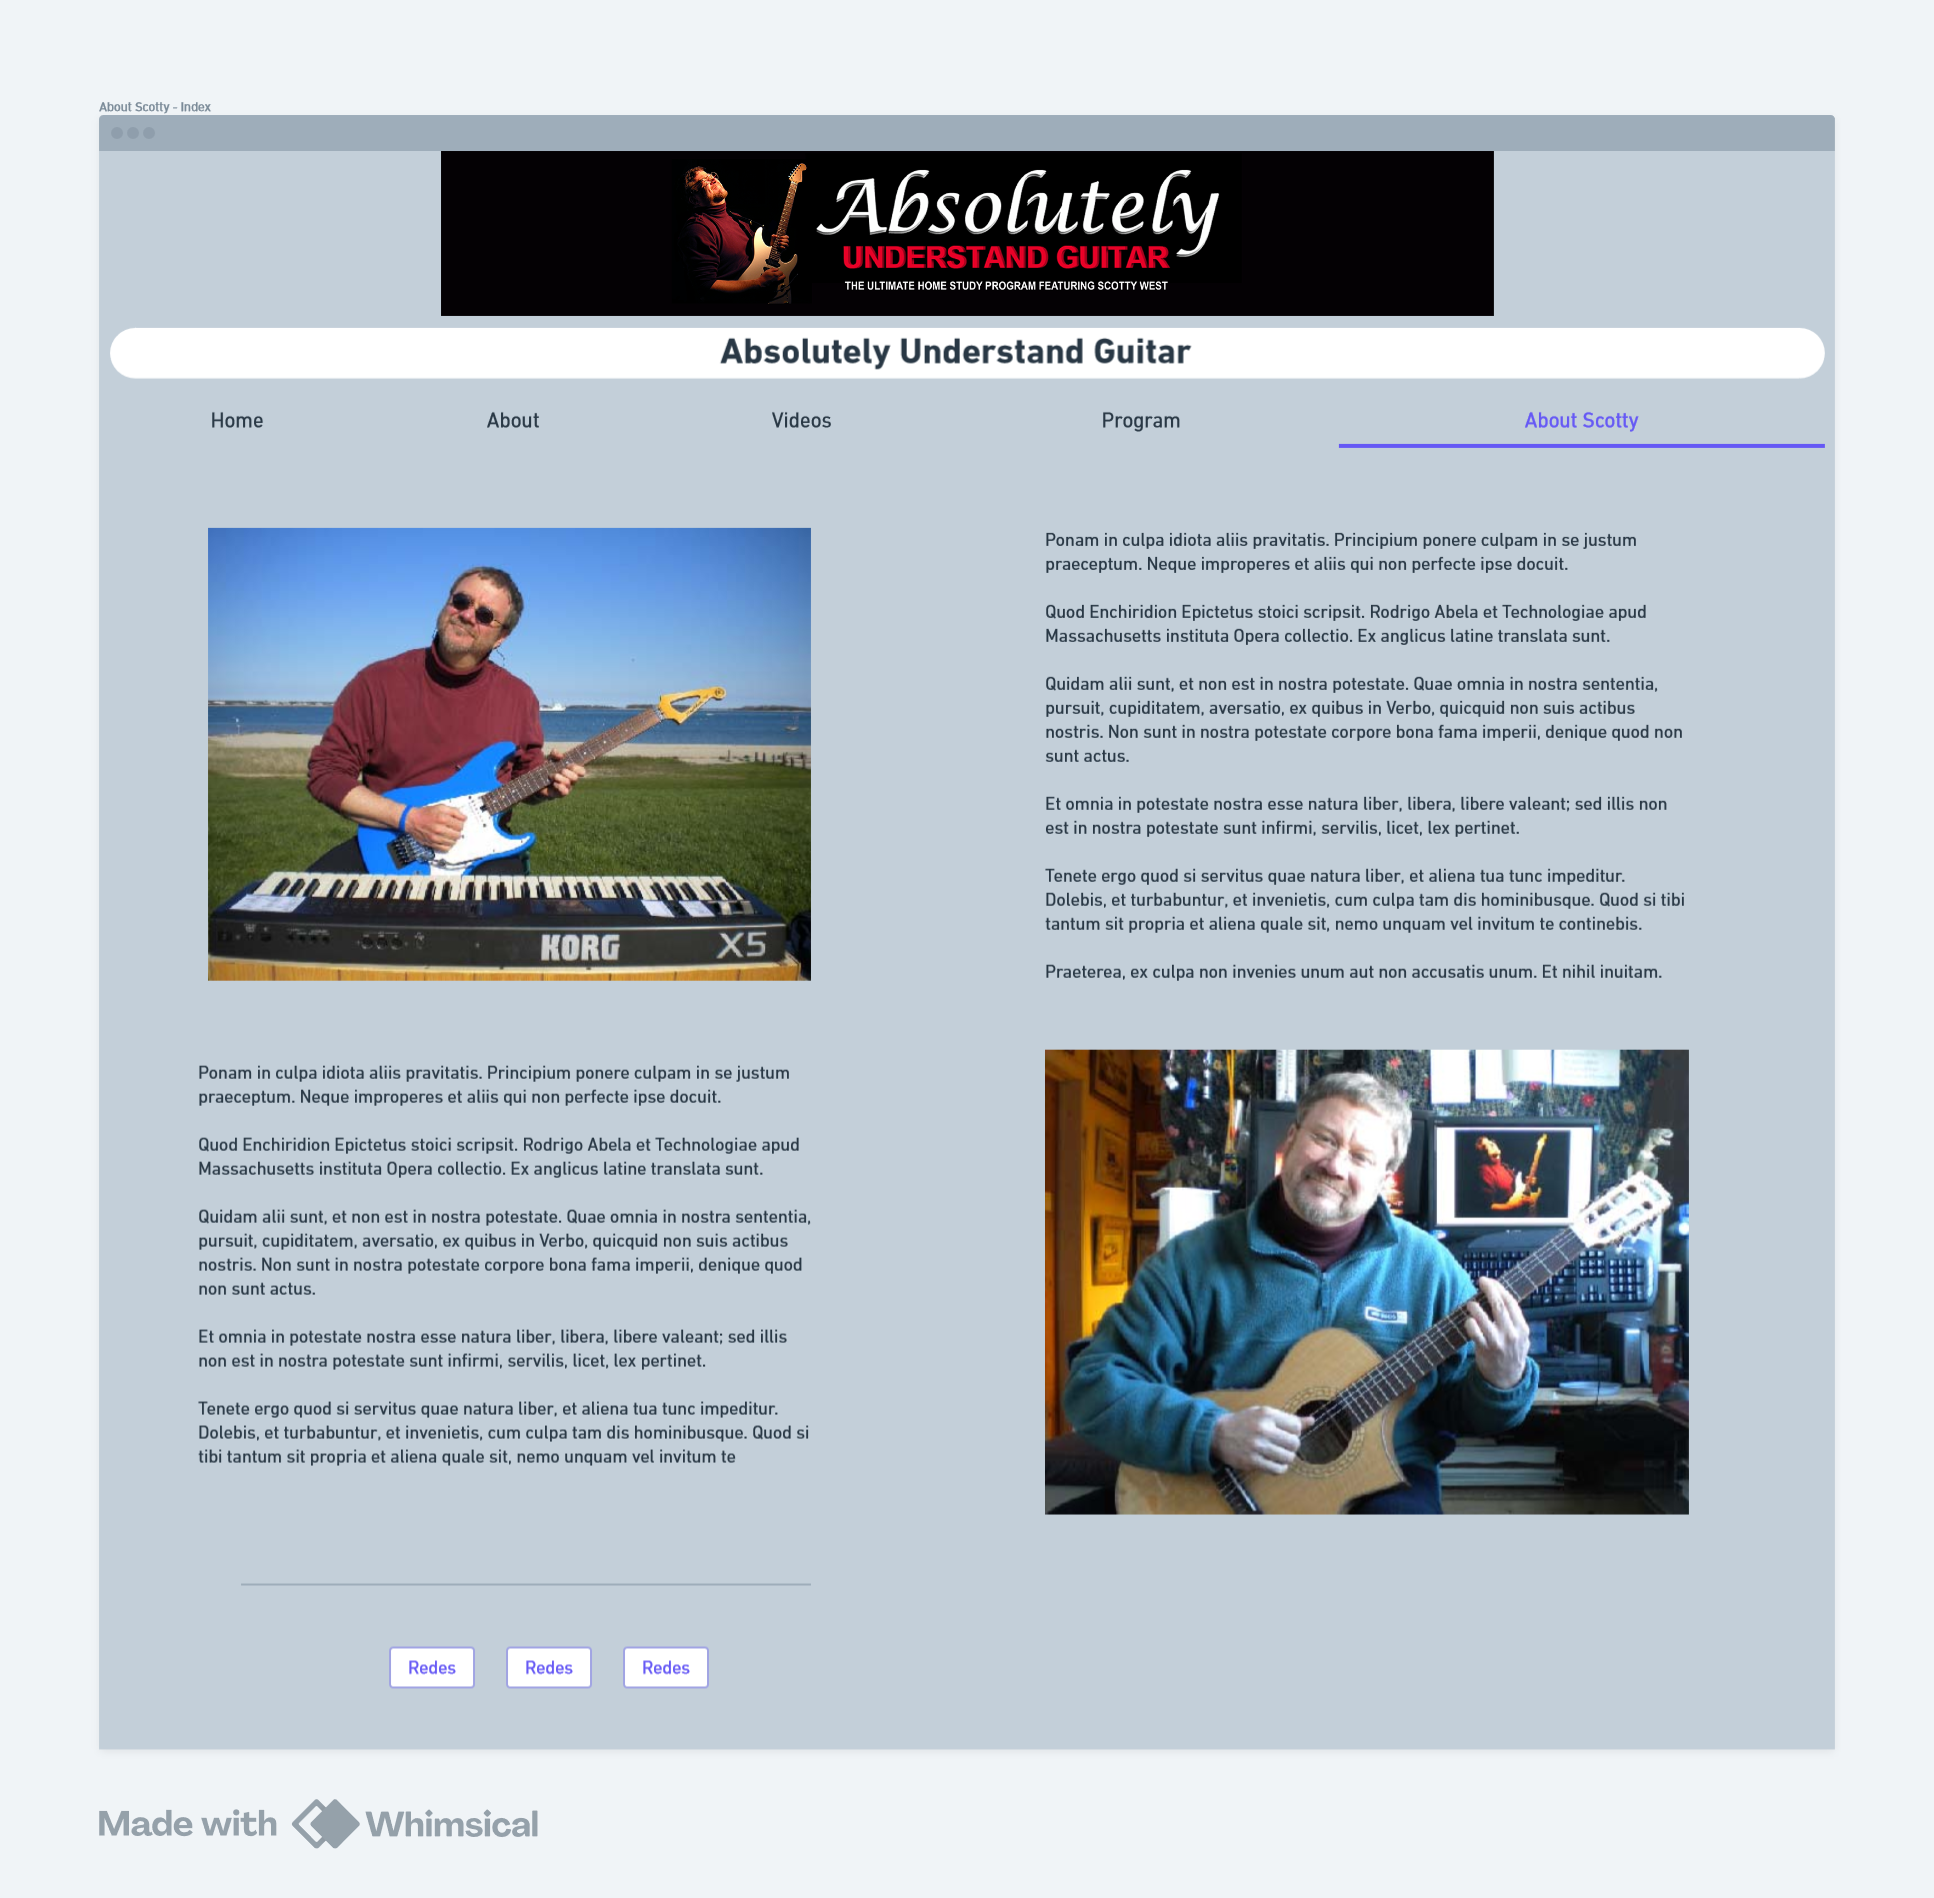 About Scotty - Index
Absolutely
UNDERSTAND GUITAR
THE ULTIMATE HOME STUDY PROGRAM FEATURING SCOTTY WEST
Absolutely Understand Guitar
Home About Videos Program About Scotty
KORG X5
Ponam in culpa idiota aliis pravitatis. Principium ponere culpam in se justum
praeceptum. Neque improperes et aliis qui non perfecte ipse docuit.
Quod Enchiridion Epictetus stoici scripsit. Rodrigo Abela et Technologiae apud
Massachusetts instituta Opera collectio. Ex anglicus latine translata sunt.
Quidam alii sunt, et non est in nostra potestate. Quae omnia in nostra sententia,
pursuit, cupiditatem, aversatio, ex quibus in Verbo, quicquid non suis actibus
nostris. Non sunt in nostra potestate corpore bona fama imperii, denique quod non
sunt actus.
Et omnia in potestate nostra esse natura liber, libera, libere valeant; sed illis non
est in nostra potestate sunt infirmi, servilis, licet, lex pertinet.
Tenete ergo quod si servitus quae natura liber, et aliena tua tunc impeditur.
Dolebis, et turbabuntur, et invenietis, cum culpa tam dis hominibusque. Quod si tibi
tantum sit propria et aliena quale sit, nemo unquam vel invitum te continebis.
Praeterea, ex culpa non invenies unum aut non accusatis unum. Et nihil inuitam.
Ponam in culpa idiota aliis pravitatis. Principium ponere culpam in se justum
praeceptum. Neque improperes et aliis qui non perfecte ipse docuit.
Quod Enchiridion Epictetus stoici scripsit. Rodrigo Abela et Technologiae apud
Massachusetts instituta Opera collectio. Ex anglicus latine translata sunt.
Quidam alii sunt, et non est in nostra potestate. Quae omnia in nostra sententia,
pursuit, cupiditatem, aversatio, ex quibus in Verbo, quicquid non suis actibus
nostris. Non sunt in nostra potestate corpore bona fama imperii, denique quod
non sunt actus.
Et omnia in potestate nostra esse natura liber, libera, libere valeant; sed illis
non est in nostra potestate sunt infirmi, servilis, licet, lex pertinet.
Tenete ergo quod si servitus quae natura liber, et aliena tua tunc impeditur.
Dolebis, et turbabuntur, et invenietis, cum culpa tam dis hominibusque. Quod si
tibi tantum sit propria et aliena quale sit, nemo unquam vel invitum te
Redes Redes Redes
Made with Whimsical